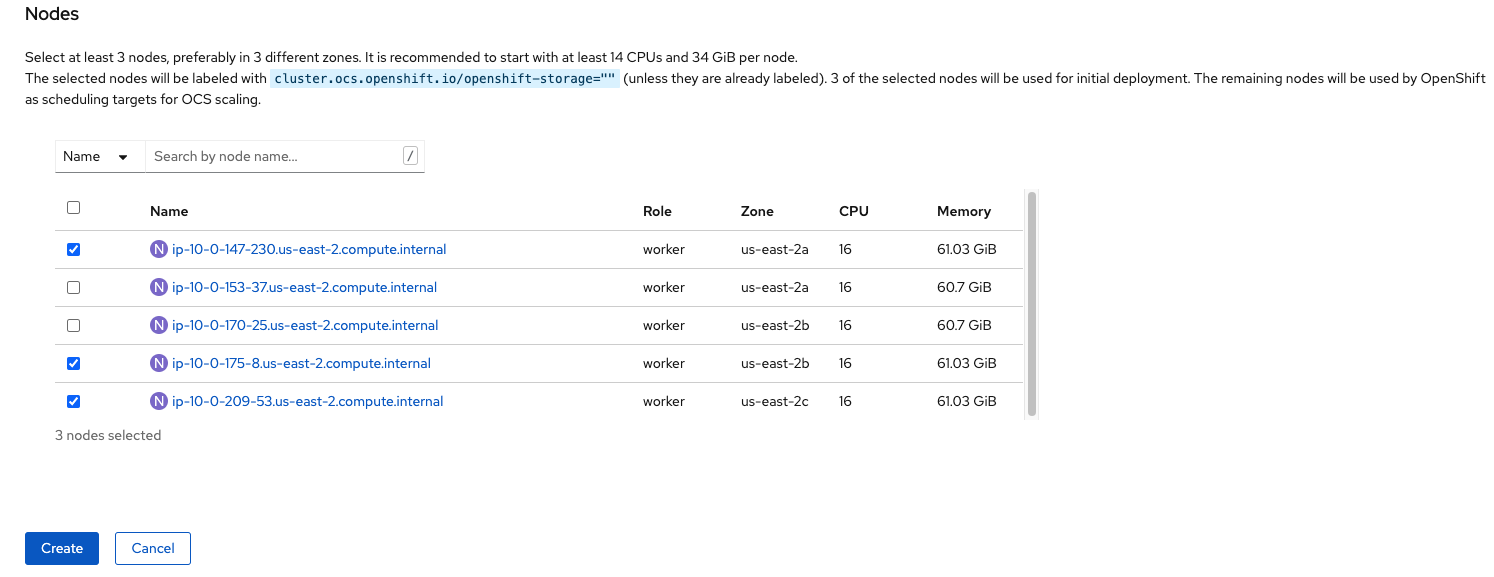 Nodes
Select at least 3 nodes, preferably in 3 different zones. It is recommended to start with at least 14 CPUs and 34 GiB per node.
The selected nodes will be labeled with cluster.ocs.openshift.io/openshift-storage="" (unless they are already labeled). 3 of the selected nodes will be used for initial deployment. The remaining nodes will be used by OpenShift
as scheduling targets for OCS scaling.
Name Search by node name... /
Name Role Zone CPU Memory
N ip-10-0-147-230.us-east-2.compute.internal worker us-east-2a 16 61.03 GiB
N ip-10-0-153-37.us-east-2.compute.internal worker us-east-2a 16 60.7 GiB
N ip-10-0-170-25.us-east-2.compute.internal worker us-east-2b 16 60.7 GiB
N ip-10-0-175-8.us-east-2.compute.internal worker us-east-2b 16 61.03 GiB
N ip-10-0-209-53.us-east-2.compute.internal worker us-east-2c 16 61.03 GiB
3 nodes selected
Create Cancel